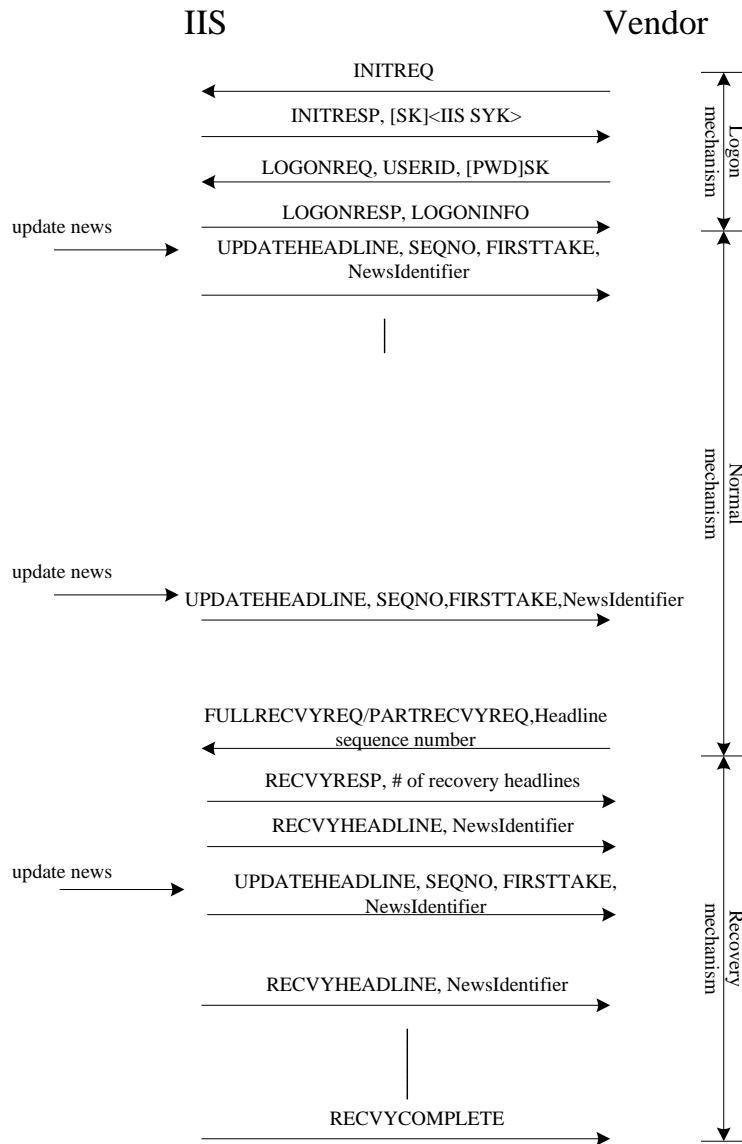 IIS
Vendor
INITREQ
INITRESP, [SK]<IIS SYK>
LOGONREQ, USERID, [PWD]SK
LOGONRESP, LOGONINFO
Logon
mechanism
update news
UPDATEHEADLINE, SEQNO, FIRSTTAKE,
NewsIdentifier
Normal
mechanism
update news
UPDATEHEADLINE, SEQNO,FIRSTTAKE,NewsIdentifier
FULLRECVYREQ/PARTRECVYREQ,Headline
sequence number
RECVYRESP, # of recovery headlines
RECVYHEADLINE, NewsIdentifier
update news
UPDATEHEADLINE, SEQNO, FIRSTTAKE,
NewsIdentifier
Recovery
mechanism
RECVYHEADLINE, NewsIdentifier
RECVYCOMPLETE